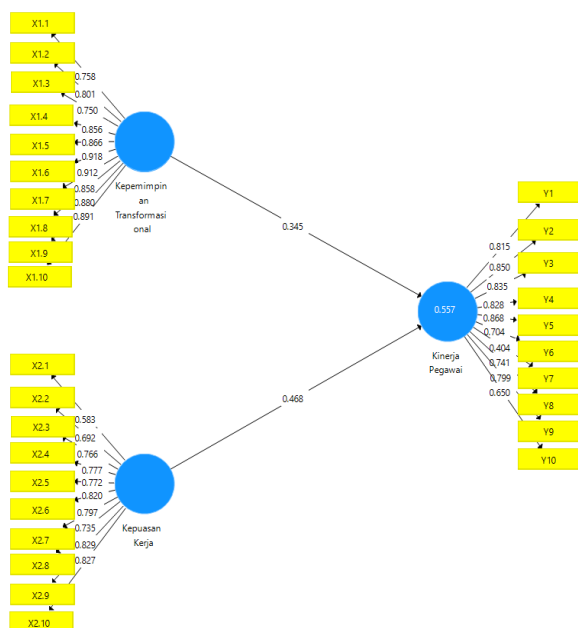 X1.1
X1.2
X1.3
X1.4
X1.5
X1.6
X1.7
X1.8
X1.9
X1.10
0.758
0.801
0.750
0.856
0.866
0.918
0.912
0.858
0.880
0.891
Kepemimpin
an
Transformasi
onal
0.345
X2.1
X2.2
X2.3
X2.4
X2.5
X2.6
X2.7
X2.8
X2.9
X2.10
0.583
0.692
0.766
0.777
0.772
0.820
0.797
0.735
0.829
0.827
Kepuasan
Kerja
0.468
0.557
Kinerja
Pegawai
0.815
0.850
0.835
0.828
0.868
0.704
0.404
0.741
0.799
0.650
Y1
Y2
Y3
Y4
Y5
Y6
Y7
Y8
Y9
Y10